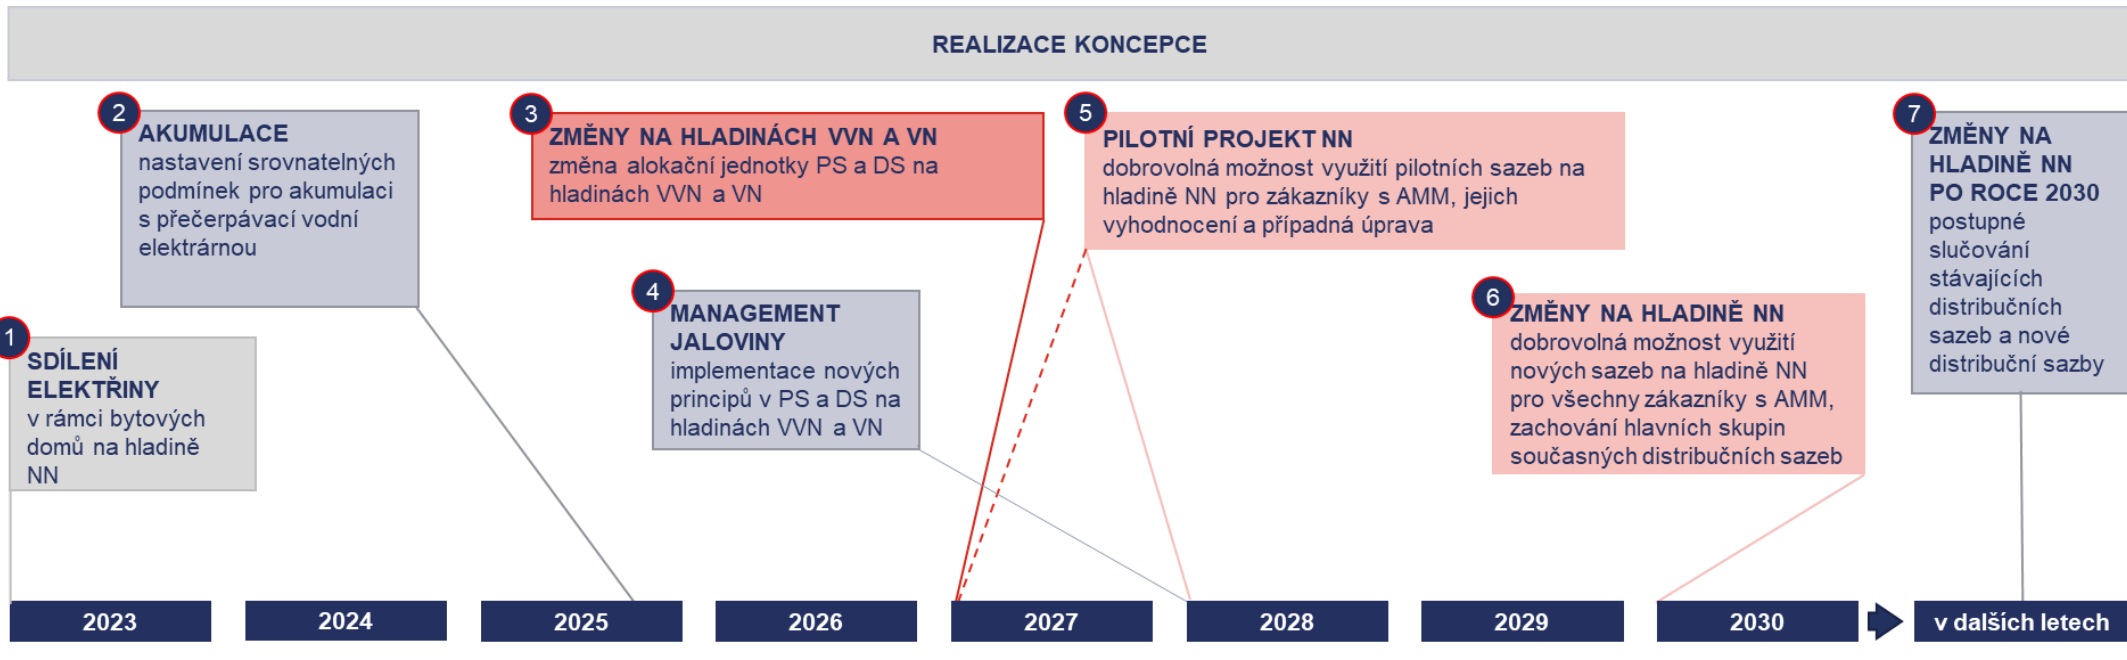 REALIZACE KONCEPCE
1
SDÍLENÍ
ELEKTŘINY
v rámci bytových
domů na hladině
NN
2
AKUMULACE
nastavení srovnatelných
podmínek pro akumulaci
s přečerpávací vodní
elektrárnou
3
ZMĚNY NA HLADINÁCH VVN A VN
změna alokační jednotky PS a DS na
hladinách VVN a VN
4
MANAGEMENT
JALOVINY
implementace nových
principů v PS a DS na
hladinách VVN a VN
5
PILOTNÍ PROJEKT NN
dobrovolná možnost využití pilotních sazeb na
hladině NN pro zákazníky s AMM, jejich
vyhodnocení a případná úprava
6
ZMĚNY NA HLADINĚ NN
dobrovolná možnost využití
nových sazeb na hladině NN
pro všechny zákazníky s AMM,
zachování hlavních skupin
současných distribučních sazeb
7
ZMĚNY NA
HLADINĚ NN
PO ROCE 2030
postupné
slučování
stávajících
distribučních
sazeb a nové
distribuční sazby
2023
2024
2025
2026
2027
2028
2029
2030
v dalších letech